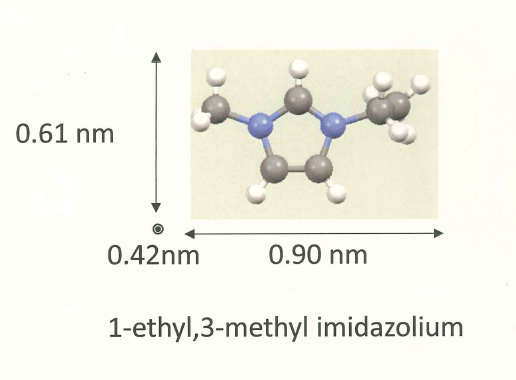 0.61 nm
0.42nm
0.90 nm
1-ethyl,3-methyl imidazolium